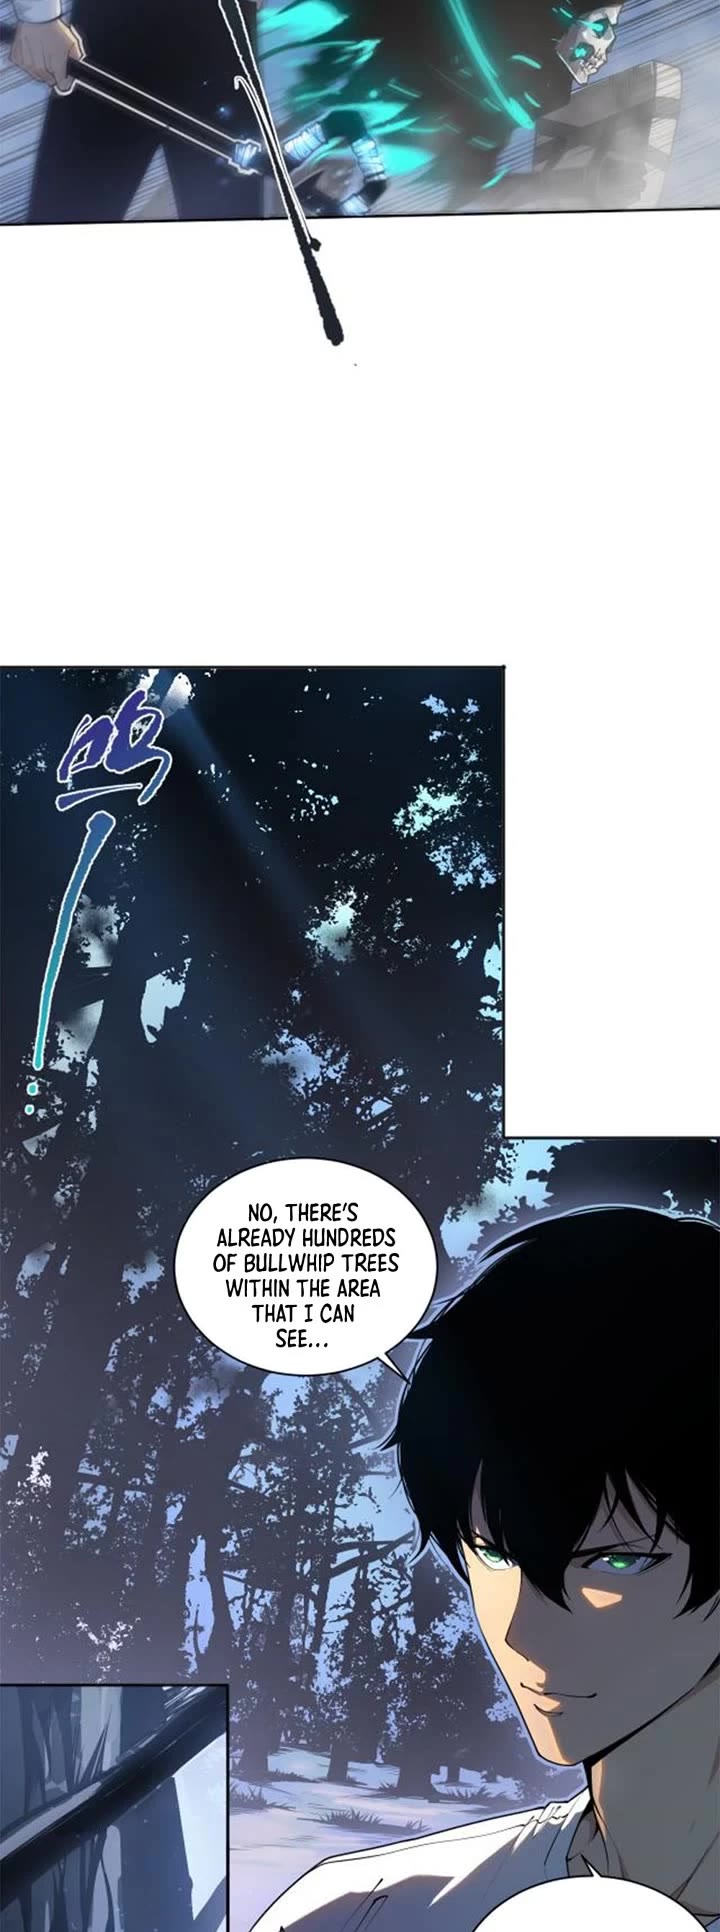 NO, THERE'S
ALREADY HUNDREDS
OF BULLWHIP TREES
WITHIN THE AREA
THAT I CAN
SEE...